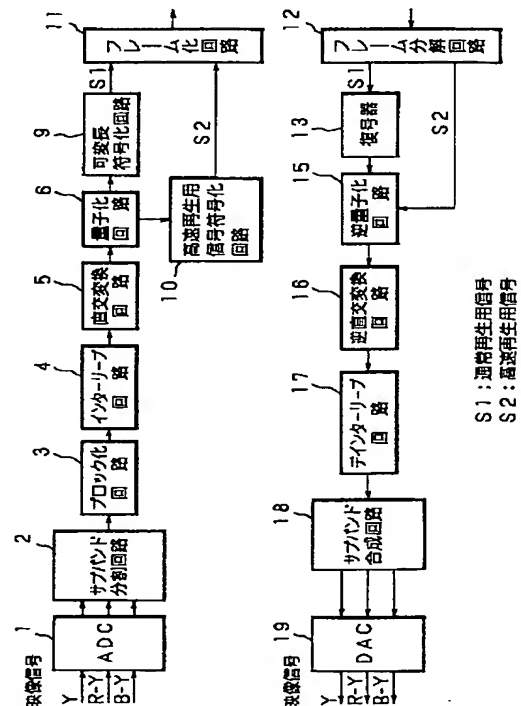 映像信号
Y
R-Y
B-Y
1
ADC
2
サブバンド
分割回路
3
ブロック化
回路
4
インターリーブ
回路
5
直交変換
回路
6
量子化
回路
9
可変長
符号化回路
S1
11
フレーム
化回路
高速再生用
信号符号化
回路
10
S2
12
フレーム
分解回路
S1
13
復号器
S2
15
逆量子化
回路
16
逆直交変換
回路
17
デインターリーブ
回路
18
サブバンド
合成回路
19
DAC
映像信号
Y
R-Y
B-Y
S1:通常再生用信号
S2:高速再生用信号